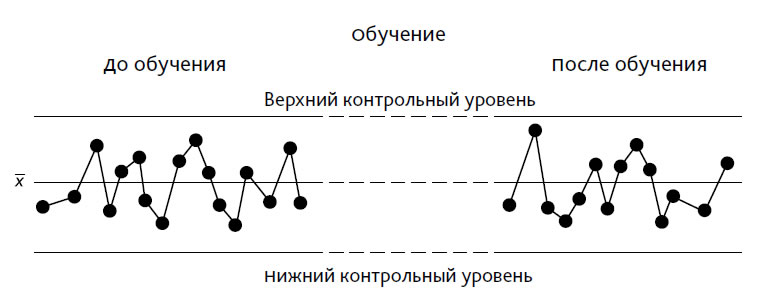 Обучение
До обучения
После обучения
Верхний контрольный уровень
x̅
Нижний контрольный уровень